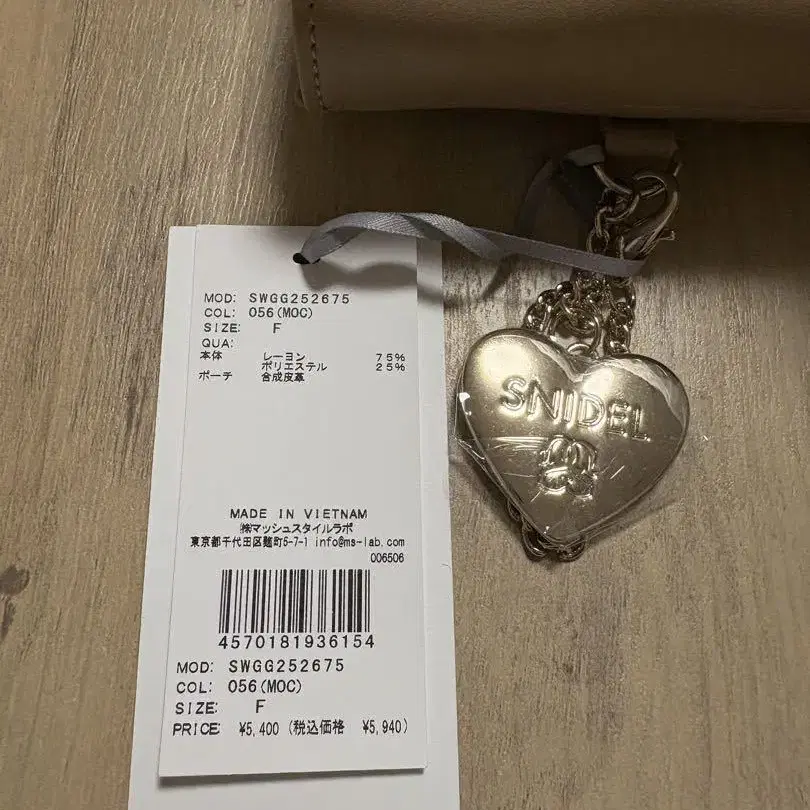 MOD: SWGG252675
COL: 056(MOC)
SIZE: F
QUA:
本体 レーヨン 75%
ポリエステル 25%
ポーチ 合成皮革
MADE IN VIETNAM
㈱マッシュスタイルラボ
東京都千代田区麹町5-7-1 info@ms-lab.com
006506
4570181936154
MOD: SWGG252675
COL: 056(MOC)
SIZE: F
PRICE: ¥5,400 (税込価格 ¥5,940)
SNIDEL